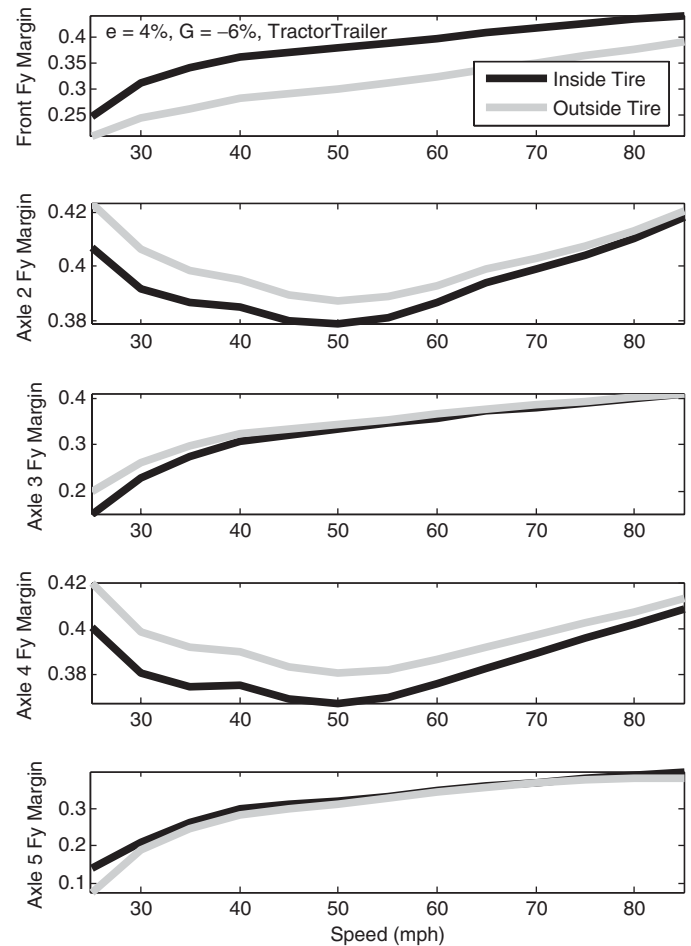 e = 4%, G = −6%, TractorTrailer
Front Fy Margin
0.4
0.35
0.3
0.25
Inside Tire
Outside Tire
30 40 50 60 70 80
Axle 2 Fy Margin
0.42
0.4
0.38
30 40 50 60 70 80
Axle 3 Fy Margin
0.4
0.3
0.2
30 40 50 60 70 80
Axle 4 Fy Margin
0.42
0.4
0.38
30 40 50 60 70 80
Axle 5 Fy Margin
0.3
0.2
0.1
30 40 50 60 70 80
Speed (mph)